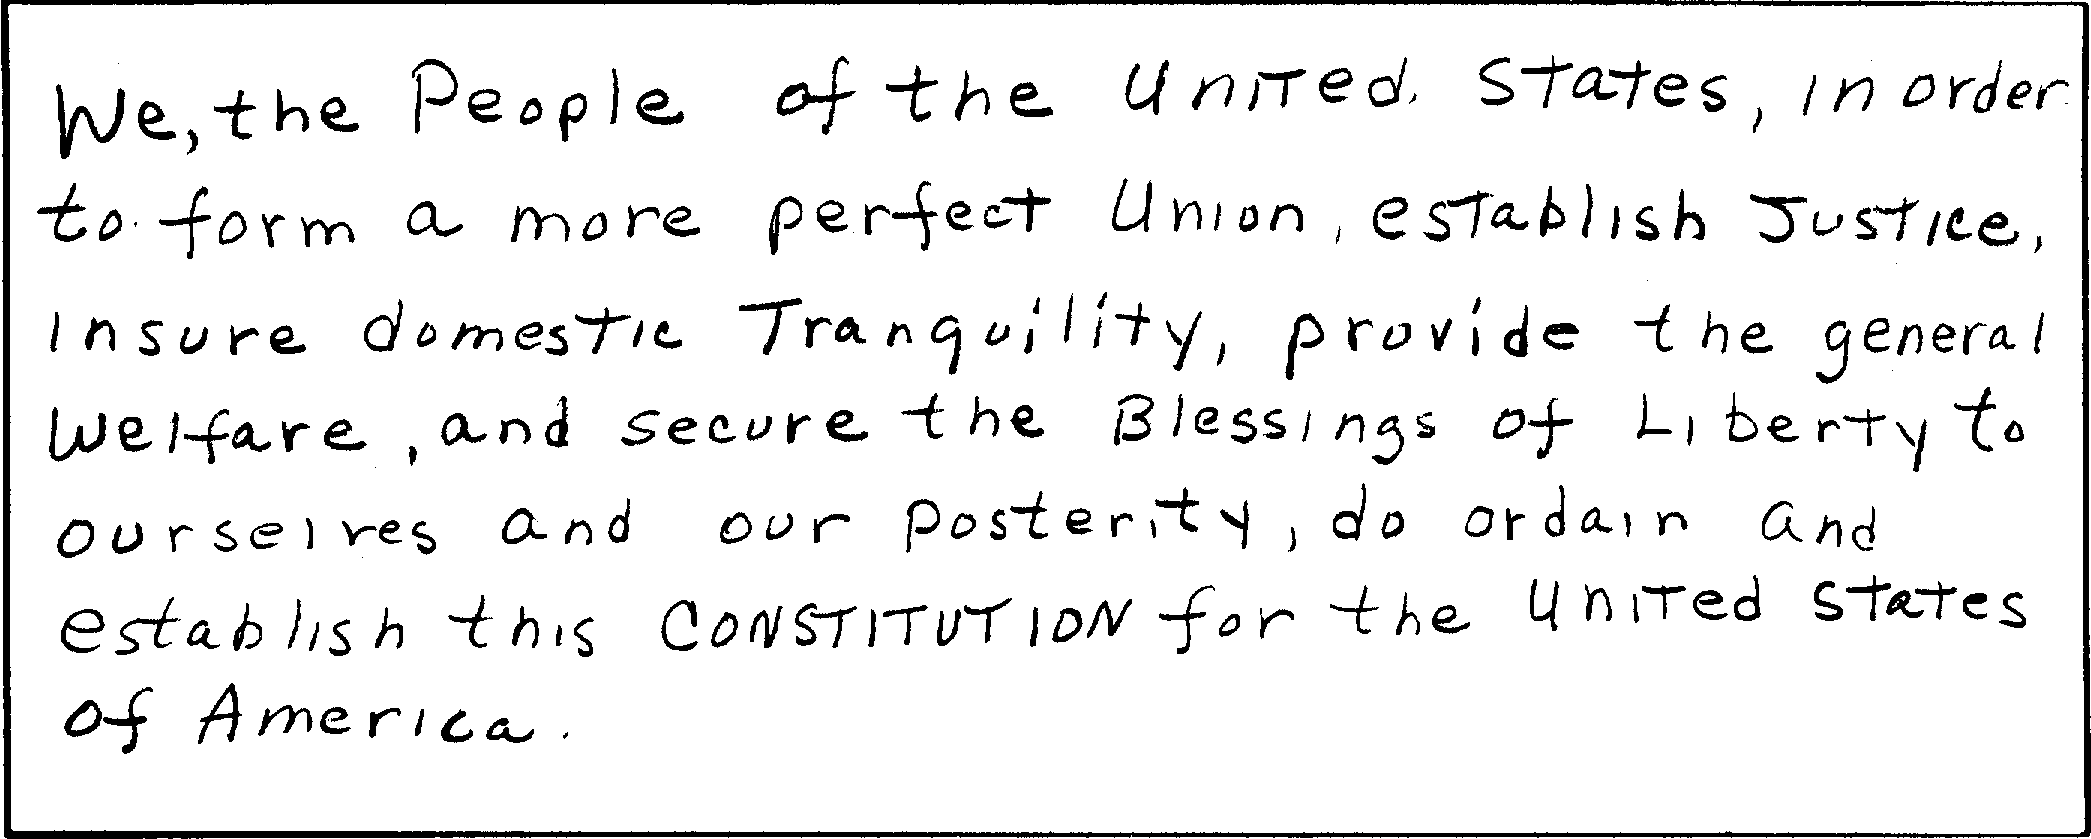 We, the People of the United States, in order
to form a more perfect Union, establish Justice,
insure domestic Tranquility, provide the general
Welfare, and secure the Blessings of Liberty to
ourselves and our posterity, do ordain and
establish this CONSTITUTION for the United States
of America.